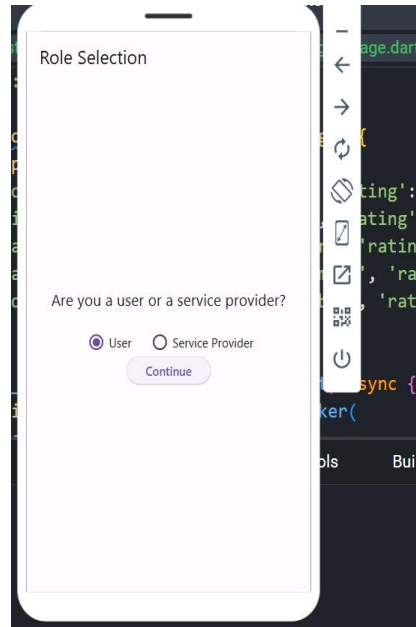 Role Selection
age.dart
{
ting':
ating'
'ratin
', 'ra
, 'rat
Are you a user or a service provider?
User
Service Provider
Continue
sync {
ker(
ols
Bui